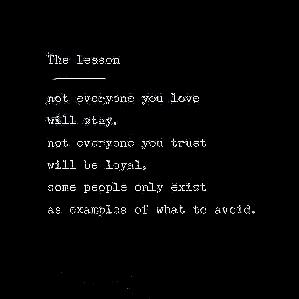 The lesson
not everyone you love
will stay.
not everyone you trust
will be loyal,
some people only exist
as examples of what to avoid.